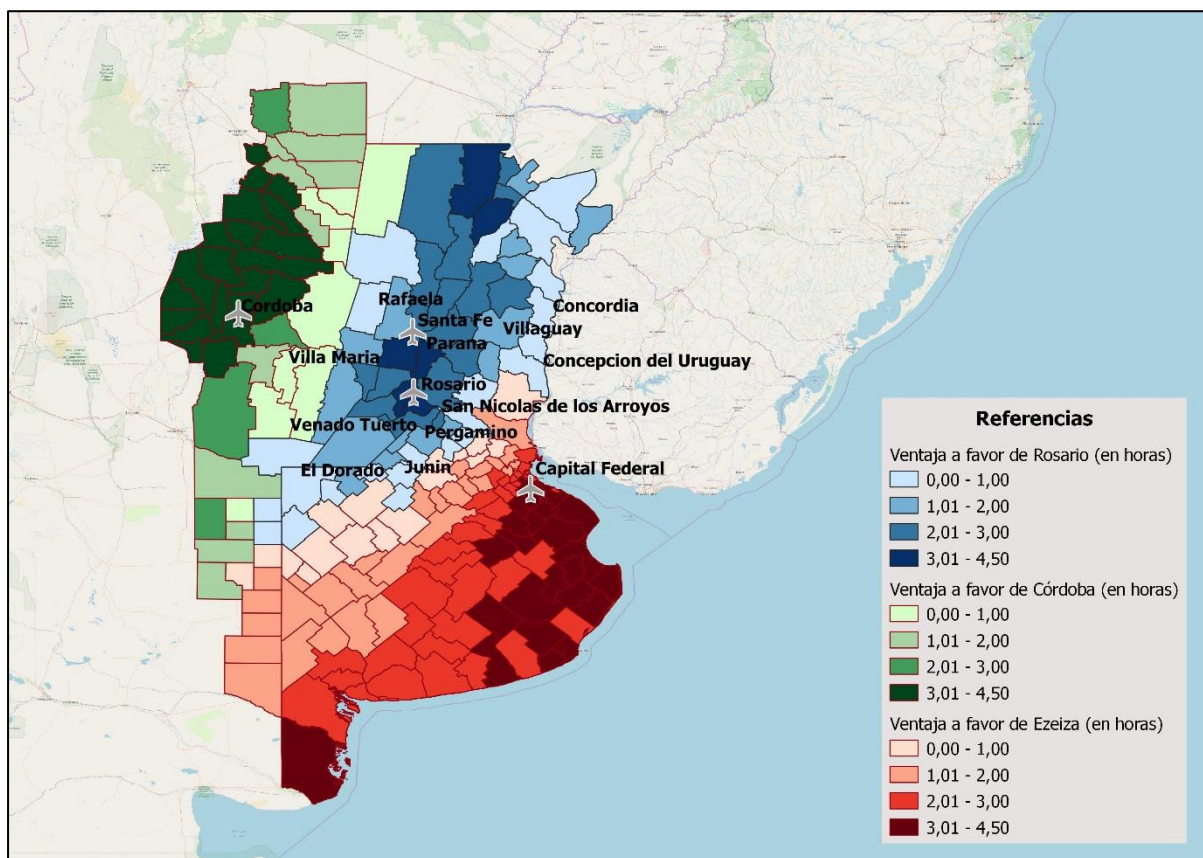 Cordoba
Rafaela
Santa Fe
Concordia
Villaguay
Parana
Villa Maria
Concepcion del Uruguay
Rosario
San Nicolas de los Arroyos
Venado Tuerto
Pergamino
El Dorado
Junin
Capital Federal
Referencias
Ventaja a favor de Rosario (en horas)
0,00 - 1,00
1,01 - 2,00
2,01 - 3,00
3,01 - 4,50
Ventaja a favor de Córdoba (en horas)
0,00 - 1,00
1,01 - 2,00
2,01 - 3,00
3,01 - 4,50
Ventaja a favor de Ezeiza (en horas)
0,00 - 1,00
1,01 - 2,00
2,01 - 3,00
3,01 - 4,50